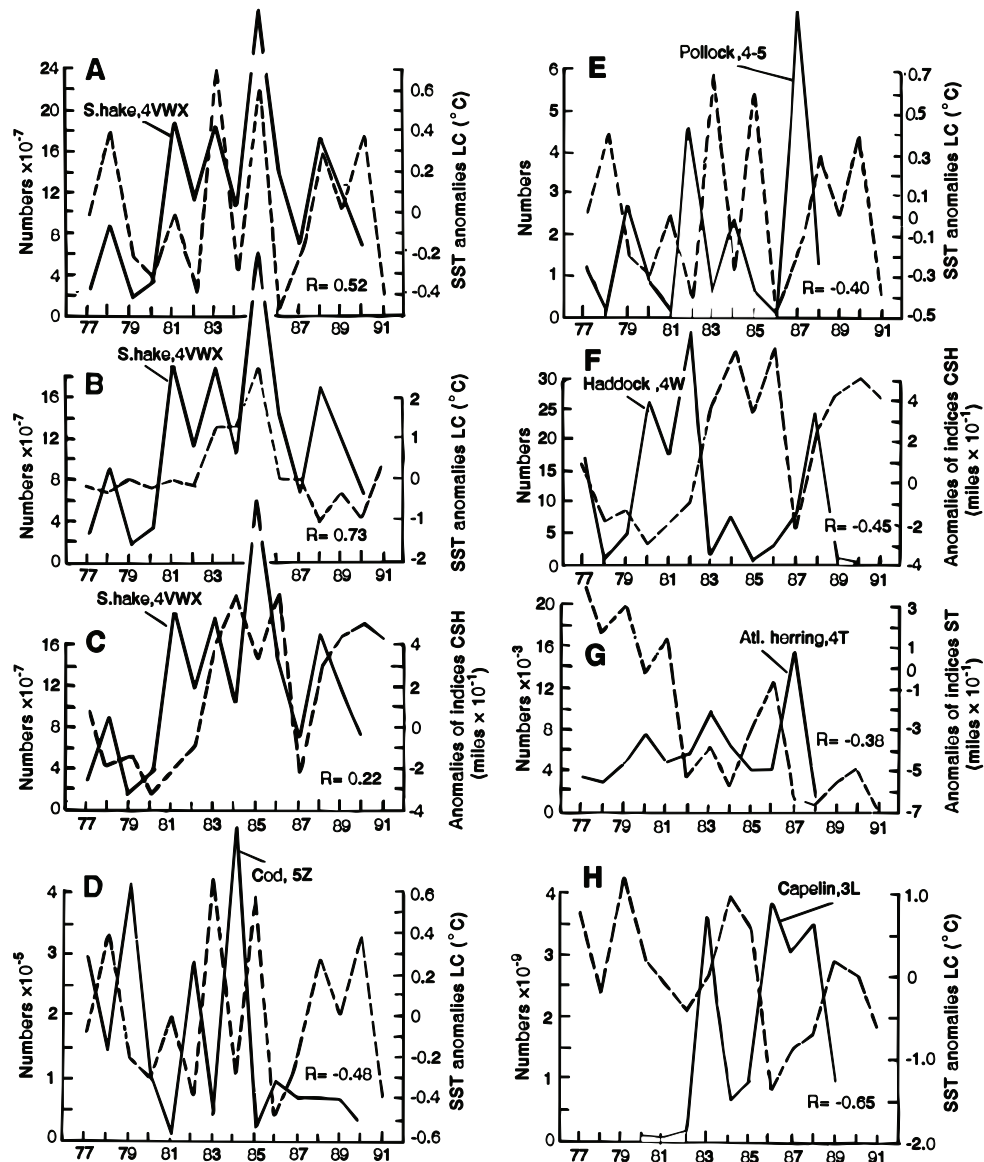 A
S.hake,4VWX
Numbers x10⁻⁷
24
20
16
12
8
4
0
0.6
0.4
0.2
0
-0.2
-0.4
SST anomalies LC (°C)
R= 0.52
77 79 81 83 85 87 89 91
B
S.hake,4VWX
Numbers x10⁻⁷
16
12
8
4
0
2
1
0
-1
-2
SST anomalies LC (°C)
R= 0.73
77 79 81 83 85 87 89 91
C
S.hake,4VWX
Numbers x10⁻⁷
16
12
8
4
0
4
2
0
-2
-4
Anomalies of indices CSH
(miles x 10⁻¹)
R= 0.22
77 79 81 83 85 87 89 91
D
Cod, 5Z
Numbers x10⁻⁵
4
3
2
1
0
0.6
0.4
0.2
0
-0.2
-0.4
-0.6
SST anomalies LC (°C)
R= -0.48
77 79 81 83 85 87 89 91
E
Pollock,4-5
Numbers
6
5
4
3
2
1
0
0.7
0.5
0.3
0.1
0
-0.1
-0.3
-0.5
SST anomalies LC (°C)
R= -0.40
77 79 81 83 85 87 89 91
F
Haddock ,4W
Numbers
30
25
20
15
10
5
0
4
2
0
-2
-4
Anomalies of indices CSH
(miles x 10⁻¹)
R= -0.45
77 79 81 83 85 87 89 91
G
Atl. herring,4T
Numbers x10⁻³
20
16
12
8
4
0
3
1
0
-1
-3
-5
-7
Anomalies of indices ST
(miles x 10⁻¹)
R= -0.38
77 79 81 83 85 87 89 91
H
Capelin,3L
Numbers x10⁻⁹
4
3
2
1
0
1.0
0
-1.0
-2.0
SST anomalies LC (°C)
R= -0.65
77 79 81 83 85 87 89 91